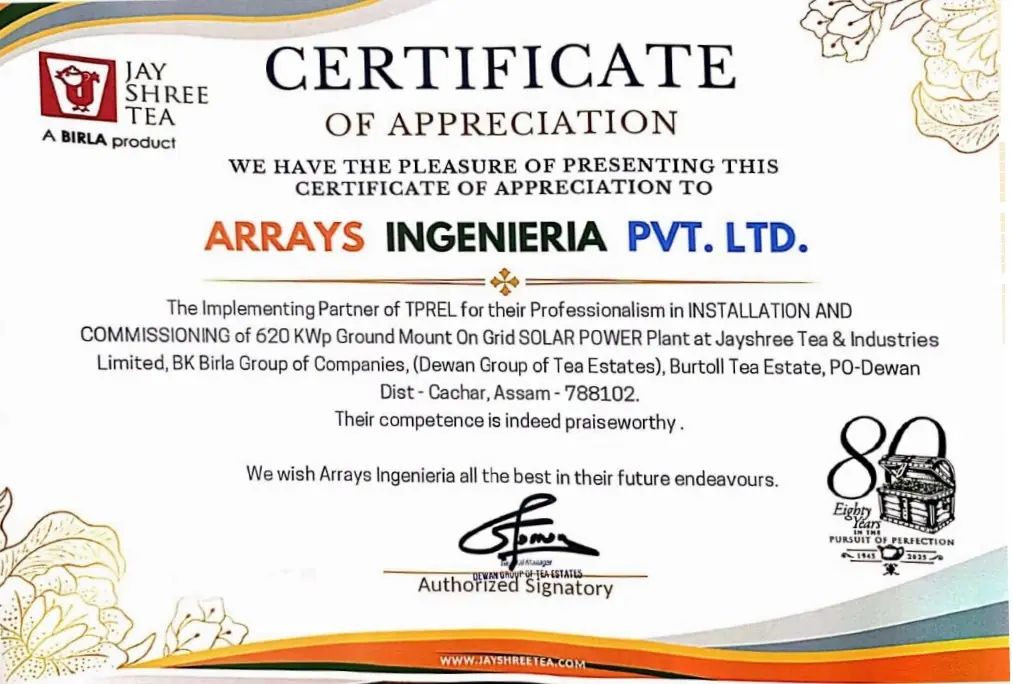 JAY
SHREE
TEA
A BIRLA product
CERTIFICATE
OF APPRECIATION
WE HAVE THE PLEASURE OF PRESENTING THIS
CERTIFICATE OF APPRECIATION TO
ARRAYS INGENIERIA PVT. LTD.
The Implementing Partner of TPREL for their Professionalism in INSTALLATION AND
COMMISSIONING of 620 KWp Ground Mount On Grid SOLAR POWER Plant at Jayshree Tea & Industries
Limited, BK Birla Group of Companies, (Dewan Group of Tea Estates), Burtoll Tea Estate, PO-Dewan
Dist - Cachar, Assam - 788102.
Their competence is indeed praiseworthy .
We wish Arrays Ingenieria all the best in their future endeavours.
80
Eighty
Years
IN THE
PURSUIT OF PERFECTION
1945 2025
Manager
DEWAN GROUP OF TEA ESTATES
Authorized Signatory
WWW.JAYSHREETEA.COM